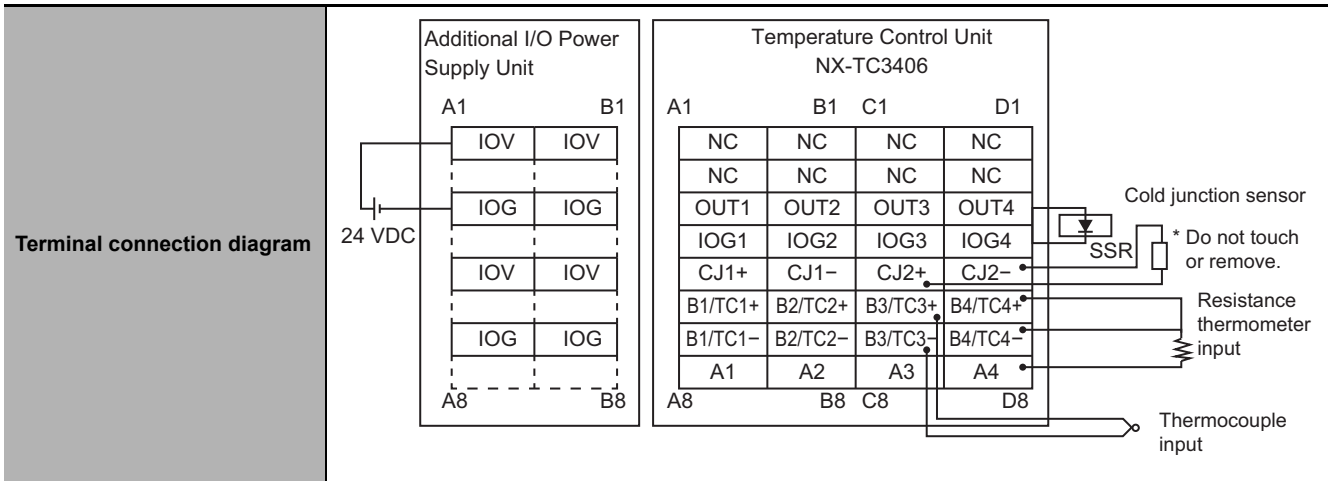 Terminal connection diagram
Additional I/O Power
Supply Unit
A1 B1
IOV IOV
IOG IOG
24 VDC
IOV IOV
IOG IOG
A8 B8
Temperature Control Unit
NX-TC3406
A1 B1 C1 D1
NC NC NC NC
NC NC NC NC
OUT1 OUT2 OUT3 OUT4
IOG1 IOG2 IOG3 IOG4
CJ1+ CJ1− CJ2+ CJ2−
B1/TC1+ B2/TC2+ B3/TC3+ B4/TC4+
B1/TC1− B2/TC2− B3/TC3− B4/TC4−
A1 A2 A3 A4
A8 B8 C8 D8
Cold junction sensor
SSR
* Do not touch
or remove.
Resistance
thermometer
input
Thermocouple
input